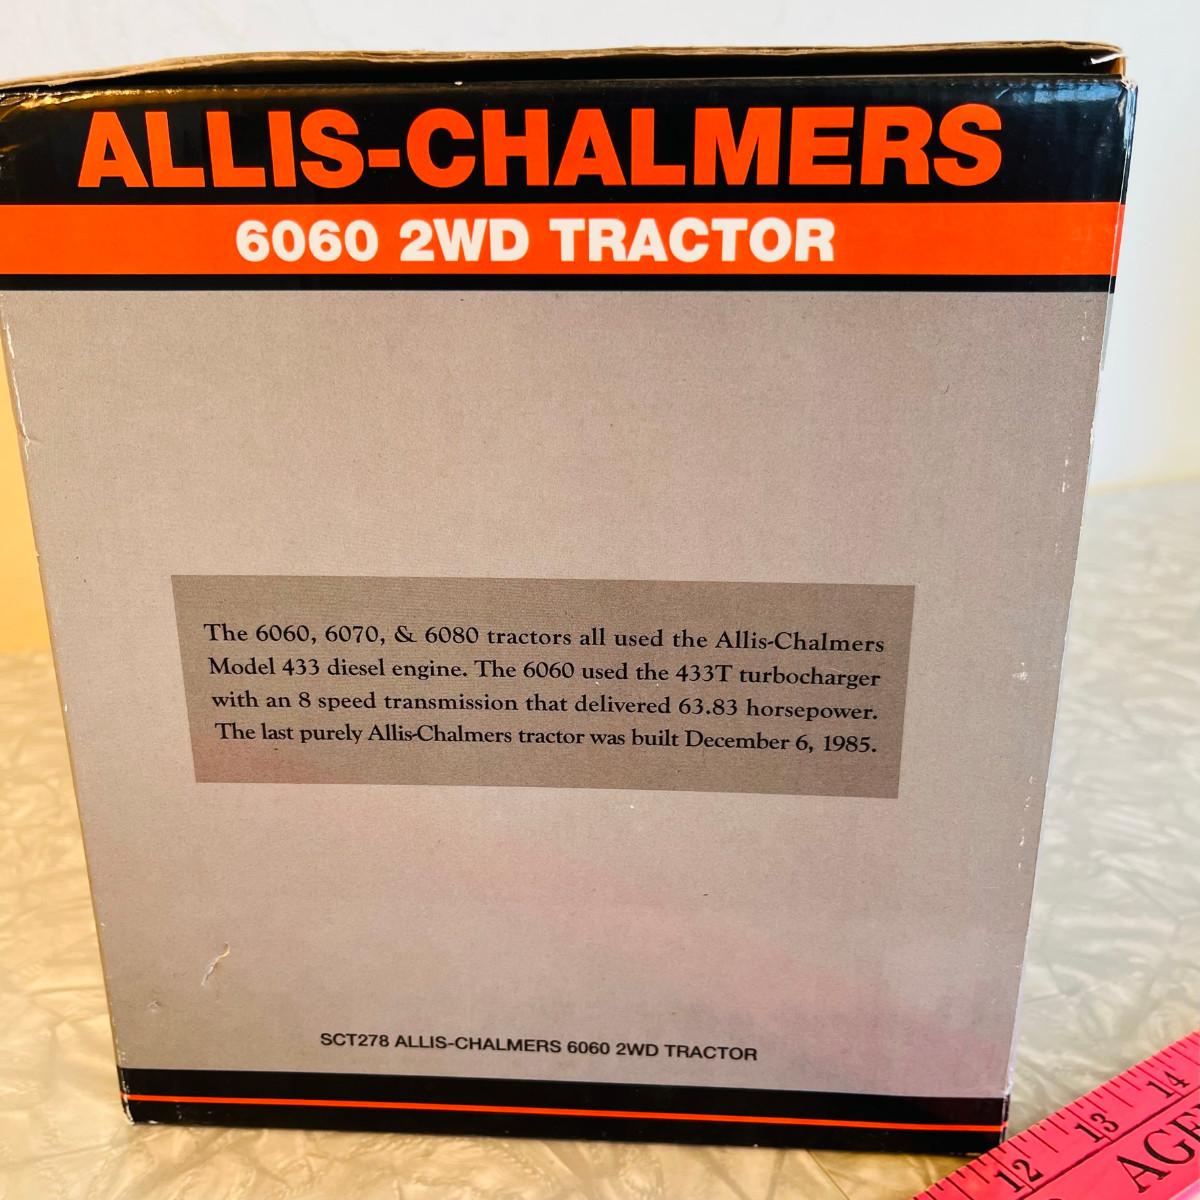 ALLIS-CHALMERS
6060 2WD TRACTOR
The 6060, 6070, & 6080 tractors all used the Allis-Chalmers
Model 433 diesel engine. The 6060 used the 433T turbocharger
with an 8 speed transmission that delivered 63.83 horsepower.
The last purely Allis-Chalmers tractor was built December 6, 1985.
SCT278 ALLIS-CHALMERS 6060 2WD TRACTOR
12 13 14